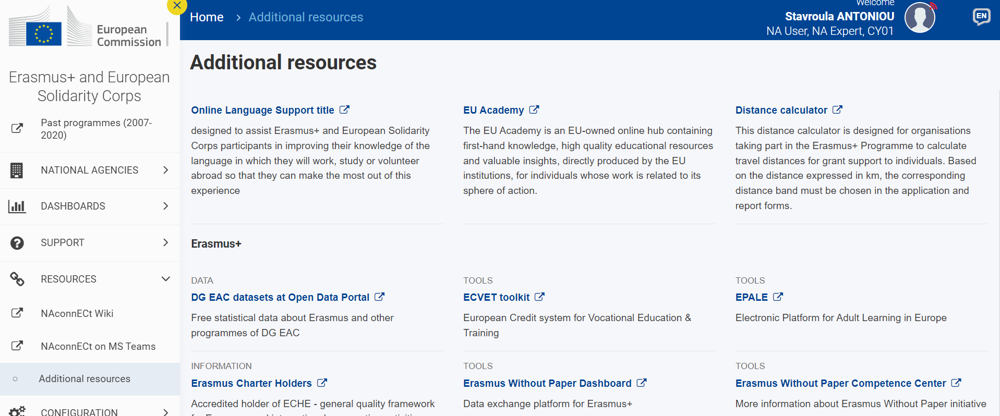 European
Commission
Erasmus+ and European
Solidarity Corps
Past programmes (2007-
2020)
NATIONAL AGENCIES
DASHBOARDS
SUPPORT
RESOURCES
NAconnECt Wiki
NAconnECt on MS Teams
Additional resources
CONFIGURATION
Home > Additional resources
Welcome
Stavroula ANTONIOU
NA User, NA Expert, CY01
EN
Additional resources
Online Language Support title
designed to assist Erasmus+ and European Solidarity
Corps participants in improving their knowledge of the
language in which they will work, study or volunteer
abroad so that they can make the most out of this
experience
EU Academy
The EU Academy is an EU-owned online hub containing
first-hand knowledge, high quality educational resources
and valuable insights, directly produced by the EU
institutions, for individuals whose work is related to its
sphere of action.
Distance calculator
This distance calculator is designed for organisations
taking part in the Erasmus+ Programme to calculate
travel distances for grant support to individuals. Based
on the distance expressed in km, the corresponding
distance band must be chosen in the application and
report forms.
Erasmus+
DATA
DG EAC datasets at Open Data Portal
Free statistical data about Erasmus and other
programmes of DG EAC
TOOLS
ECVET toolkit
European Credit system for Vocational Education &
Training
TOOLS
EPALE
Electronic Platform for Adult Learning in Europe
INFORMATION
Erasmus Charter Holders
Accredited holder of ECHE - general quality framework
TOOLS
Erasmus Without Paper Dashboard
Data exchange platform for Erasmus+
TOOLS
Erasmus Without Paper Competence Center
More information about Erasmus Without Paper initiative